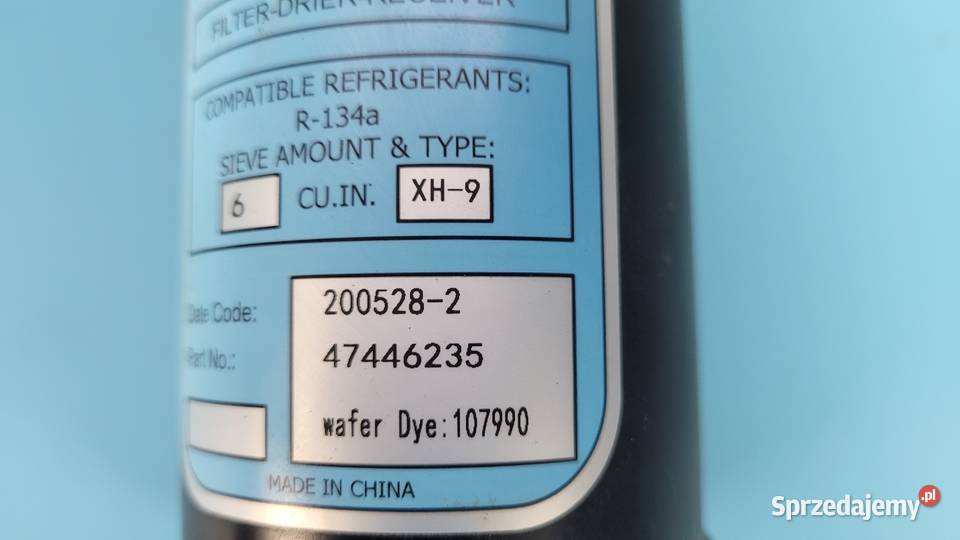 FILTER-DRIER-RECEIVER
COMPATIBLE REFRIGERANTS:
R-134a
SIEVE AMOUNT & TYPE:
6 CU.IN. XH-9
Date Code: 200528-2
Part No.: 47446235
wafer Dye:107990
MADE IN CHINA
Sprzedajemy.pl